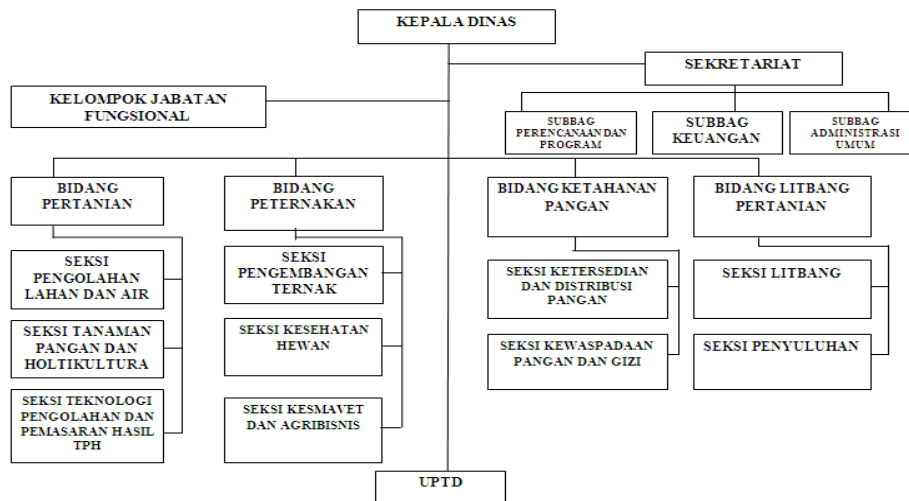 KEPALA DINAS
SEKRETARIAT
KELOMPOK JABATAN
FUNGSIONAL
SUBBAG
PERENCANAAN DAN
PROGRAM
SUBBAG
KEUANGAN
SUBBAG
ADMINISTRASI
UMUM
BIDANG
PERTANIAN
BIDANG
PETERNAKAN
BIDANG KETAHANAN
PANGAN
BIDANG LITBANG
PERTANIAN
SEKSI
PENGOLAHAN
LAHAN DAN AIR
SEKSI
PENGEMBANGAN
TERNAK
SEKSI KETERSEDIAN
DAN DISTRIBUSI
PANGAN
SEKSI LITBANG
SEKSI TANAMAN
PANGAN DAN
HOLTIKULTURA
SEKSI KESEHATAN
HEWAN
SEKSI KEWASPADAAN
PANGAN DAN GIZI
SEKSI PENYULUHAN
SEKSI TEKNOLOGI
PENGOLAHAN DAN
PEMASARAN HASIL
TPH
SEKSI KESMAVET
DAN AGRIBISNIS
UPTD